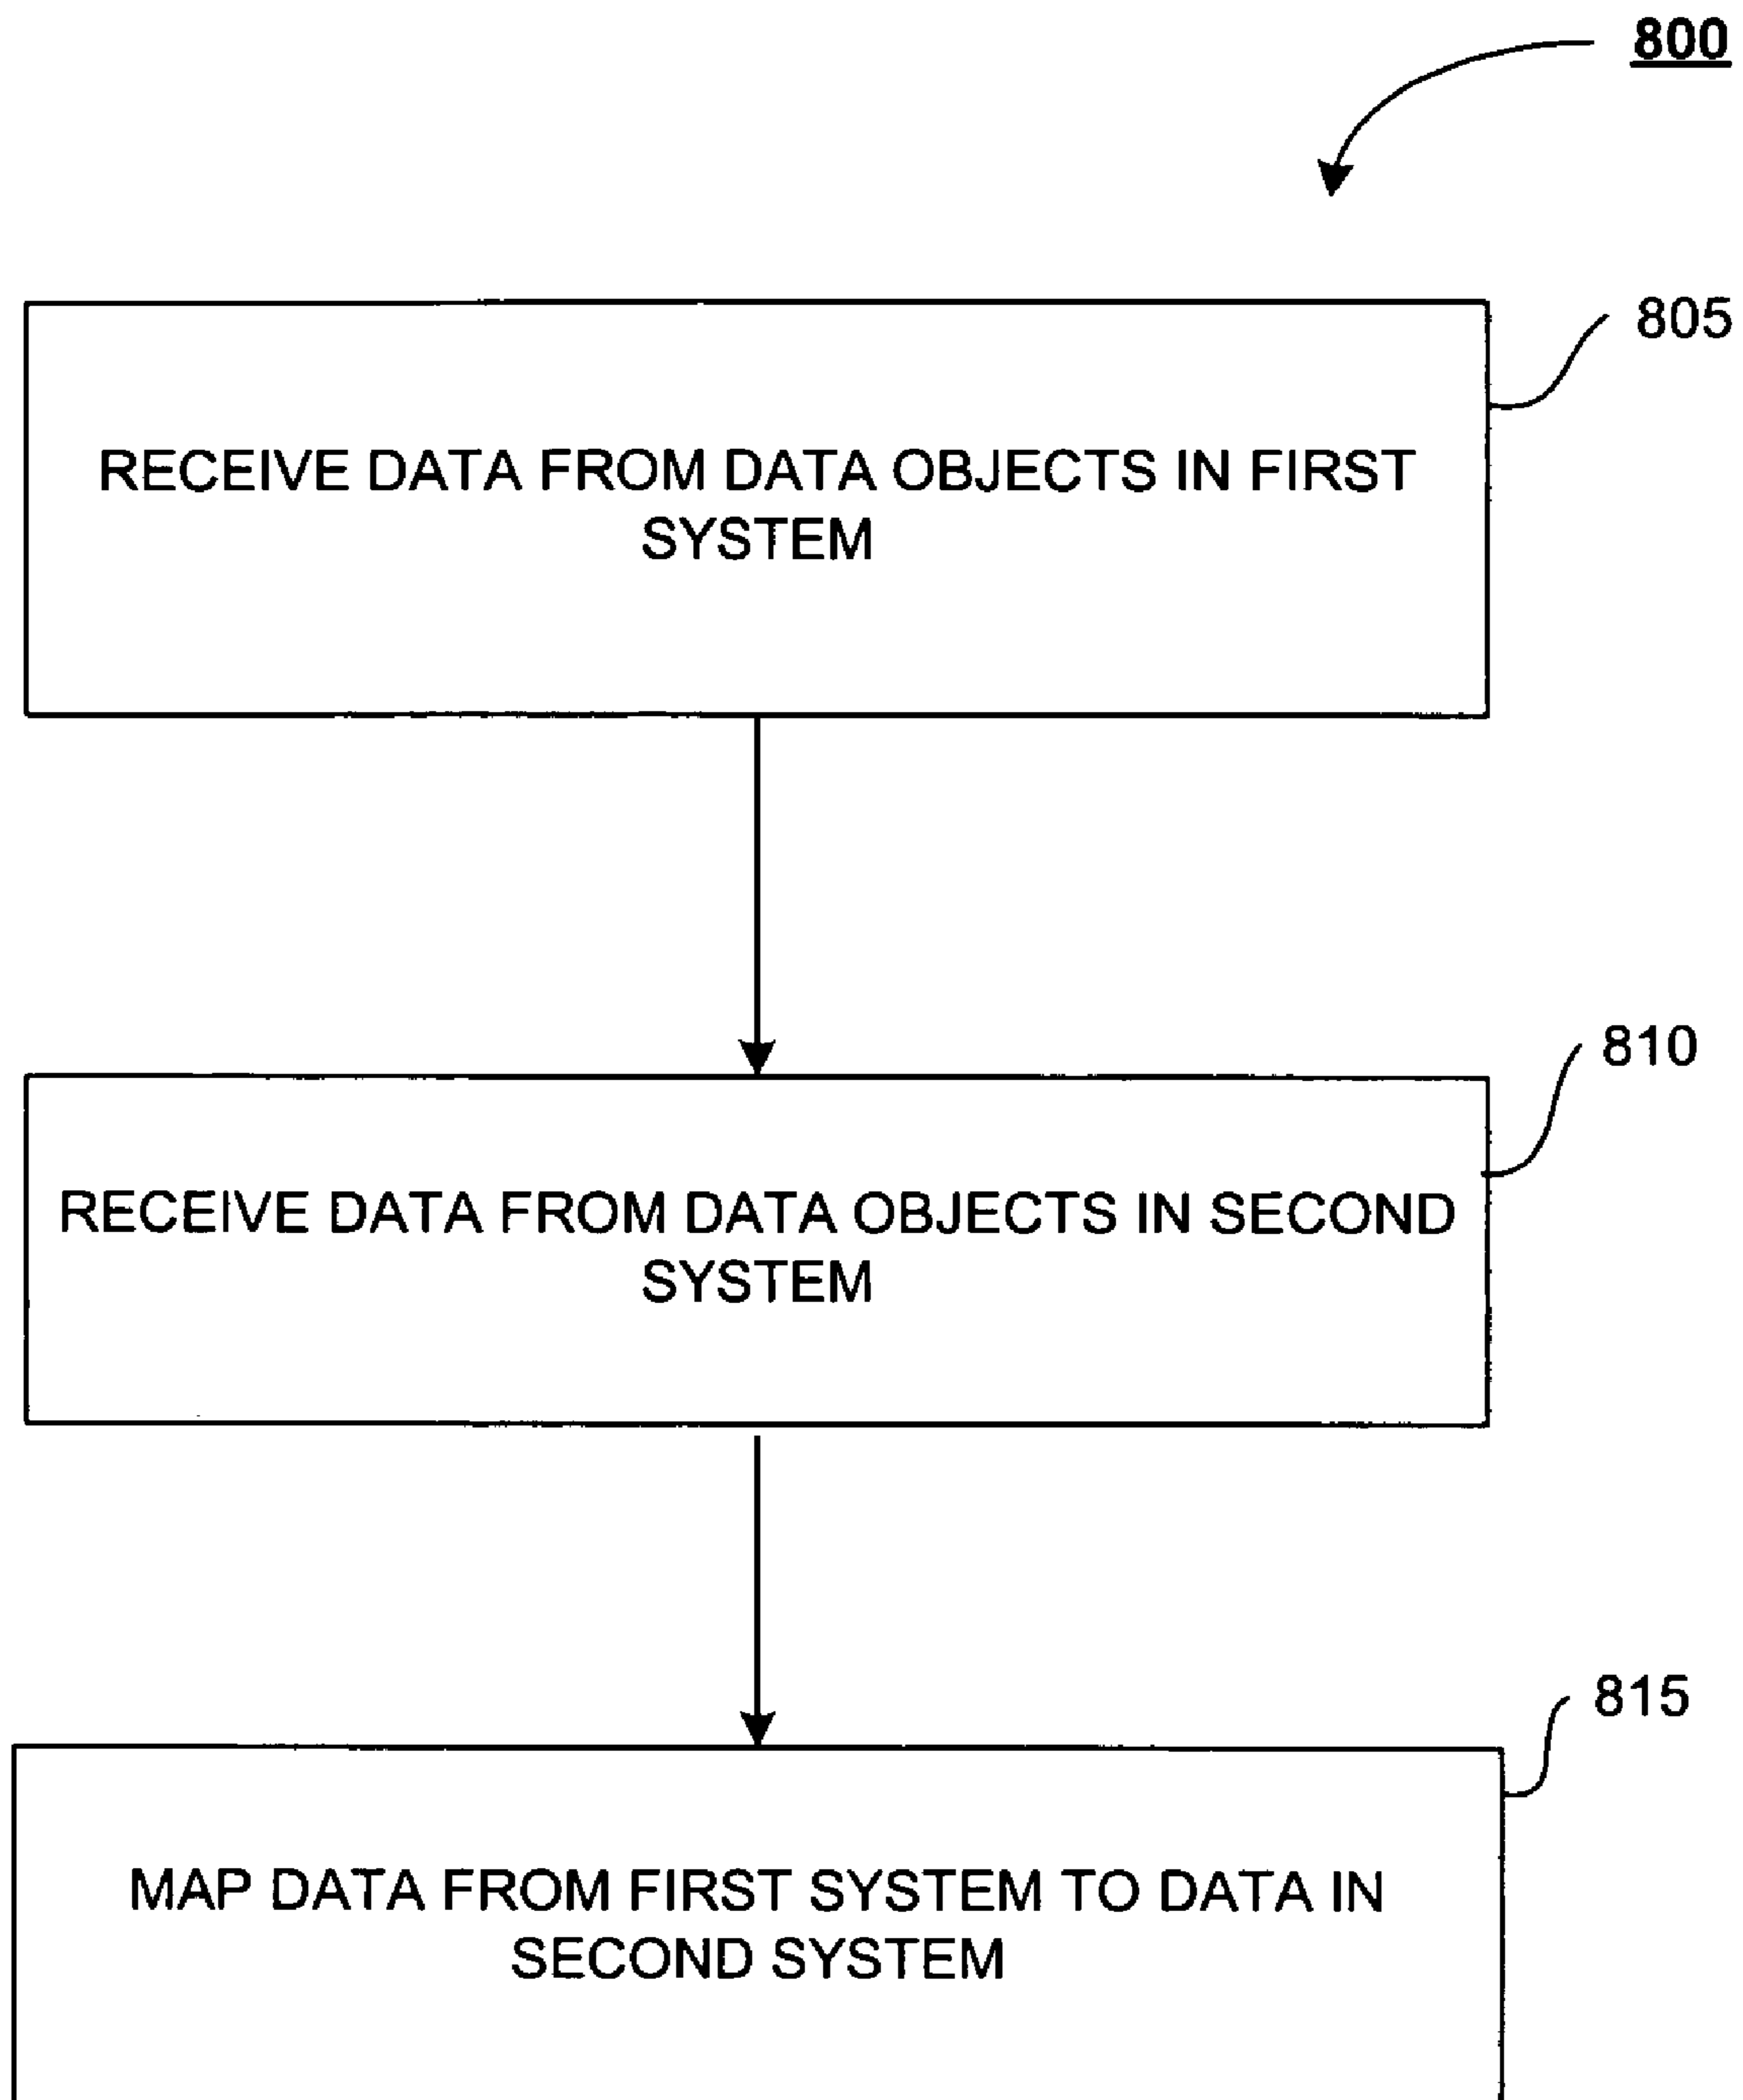 800
805
RECEIVE DATA FROM DATA OBJECTS IN FIRST
SYSTEM
810
RECEIVE DATA FROM DATA OBJECTS IN SECOND
SYSTEM
815
MAP DATA FROM FIRST SYSTEM TO DATA IN
SECOND SYSTEM